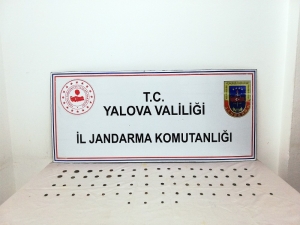 T.C.
YALOVA VALİLİĞİ
İL JANDARMA KOMUTANLIĞI